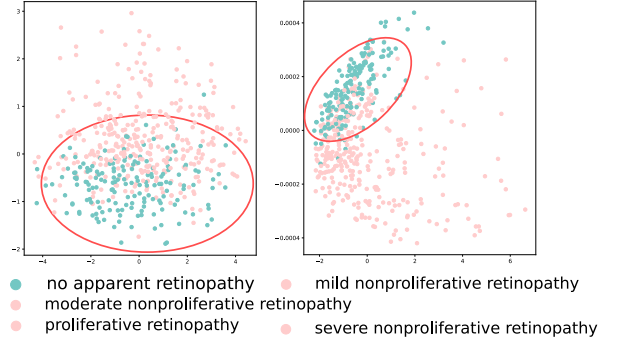 3
2
1
0
−1
−2
−4 −2 0 2 4
0.0004
0.0002
0.0000
−0.0002
−0.0004
−2 0 2 4 6
no apparent retinopathy
mild nonproliferative retinopathy
moderate nonproliferative retinopathy
proliferative retinopathy
severe nonproliferative retinopathy